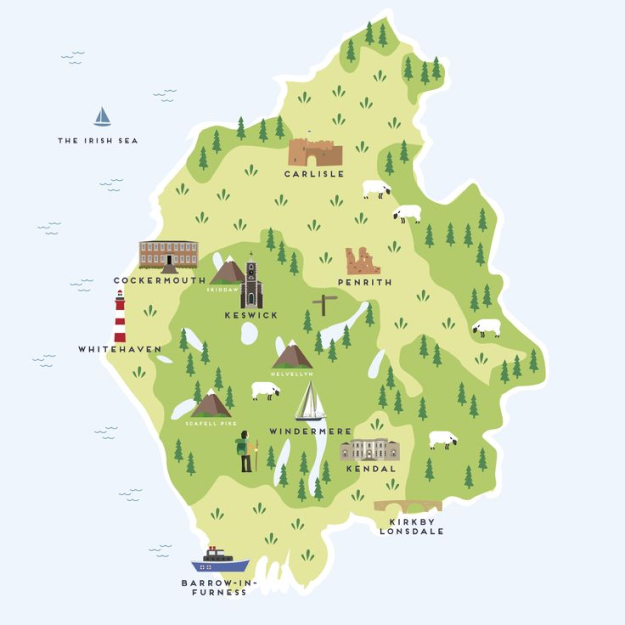 THE IRISH SEA
CARLISLE
COCKERMOUTH
SKIDDAW
PENRITH
KESWICK
WHITEHAVEN
HELVELLYN
SCAFELL PIKE
WINDERMERE
KENDAL
KIRKBY
LONSDALE
BARROW-IN-
FURNESS